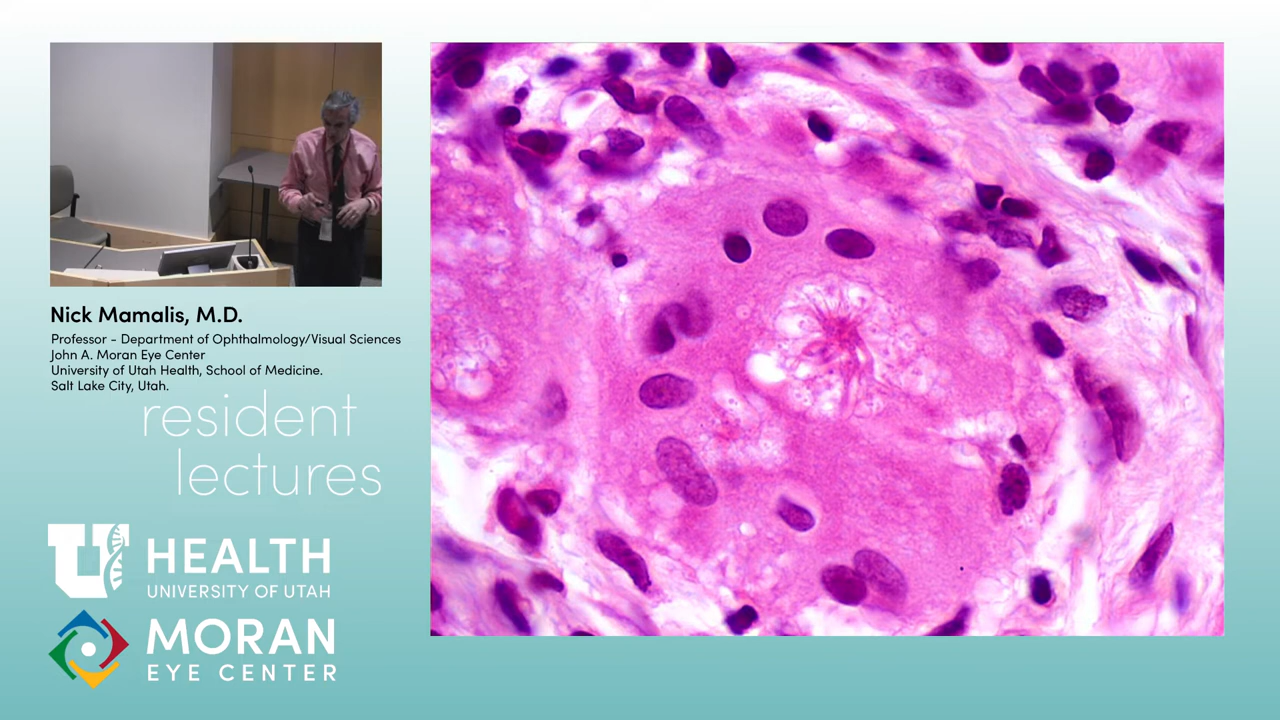 Nick Mamalis, M.D.
Professor - Department of Ophthalmology/Visual Sciences
John A. Moran Eye Center
University of Utah Health, School of Medicine.
Salt Lake City, Utah.
resident
lectures
U HEALTH
UNIVERSITY OF UTAH
MORAN
EYE CENTER